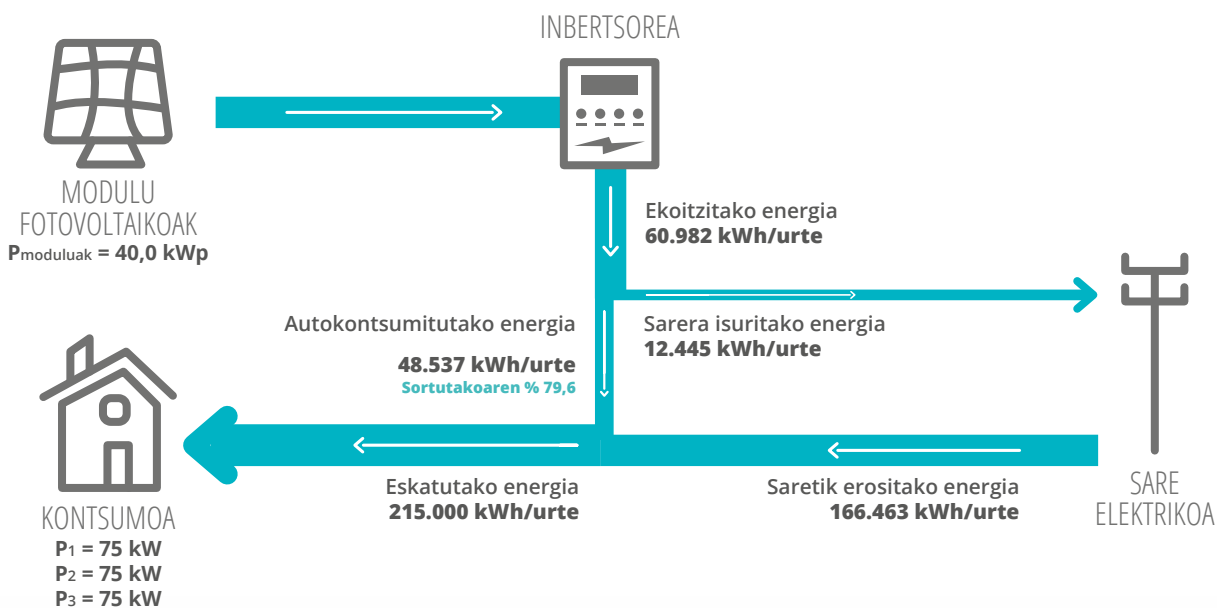 INBERTSOREA
MODULU
FOTOVOLTAIKOAK
Pmoduluak = 40,0 kWp
Ekoitzitako energia
60.982 kWh/urte
Autokontsumitutako energia
48.537 kWh/urte
Sortutakoaren % 79,6
Sarera isuritako energia
12.445 kWh/urte
Eskatutako energia
215.000 kWh/urte
Saretik erositako energia
166.463 kWh/urte
SARE
ELEKTRIKOA
KONTSUMOA
P1 = 75 kW
P2 = 75 kW
P3 = 75 kW